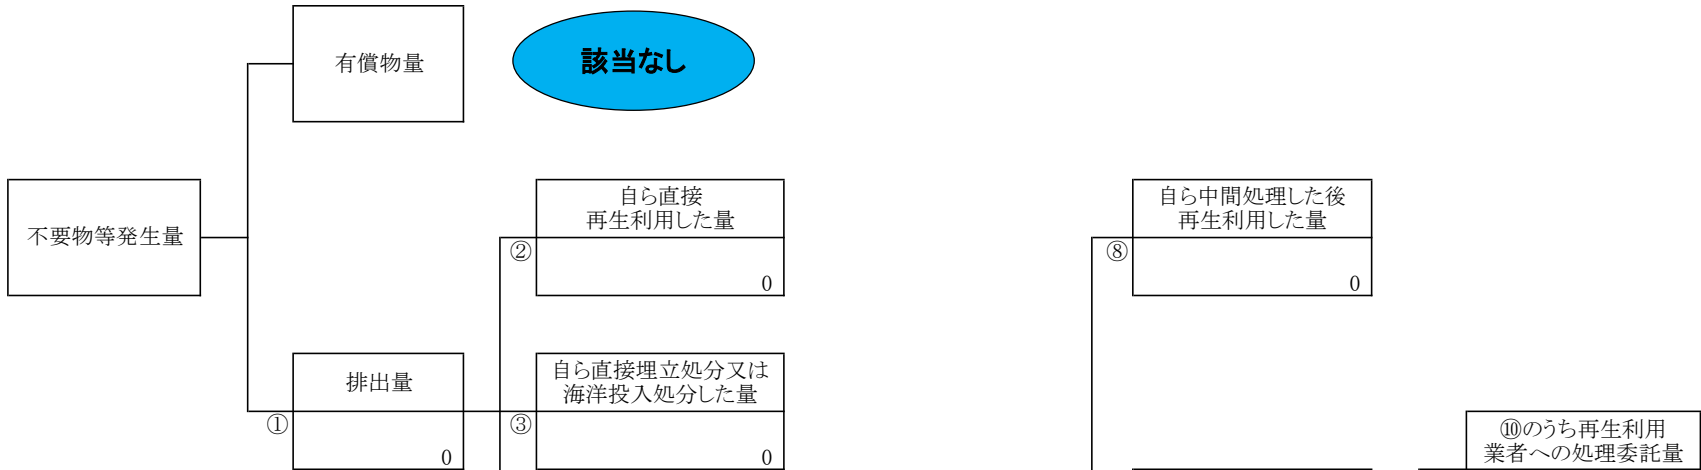 有償物量
該当なし
不要物等発生量
自ら直接
再生利用した量
②
0
自ら中間処理した後
再生利用した量
⑧
0
排出量
①
0
自ら直接埋立処分又は
海洋投入処分した量
③
0
⑩のうち再生利用
業者への処理委託量